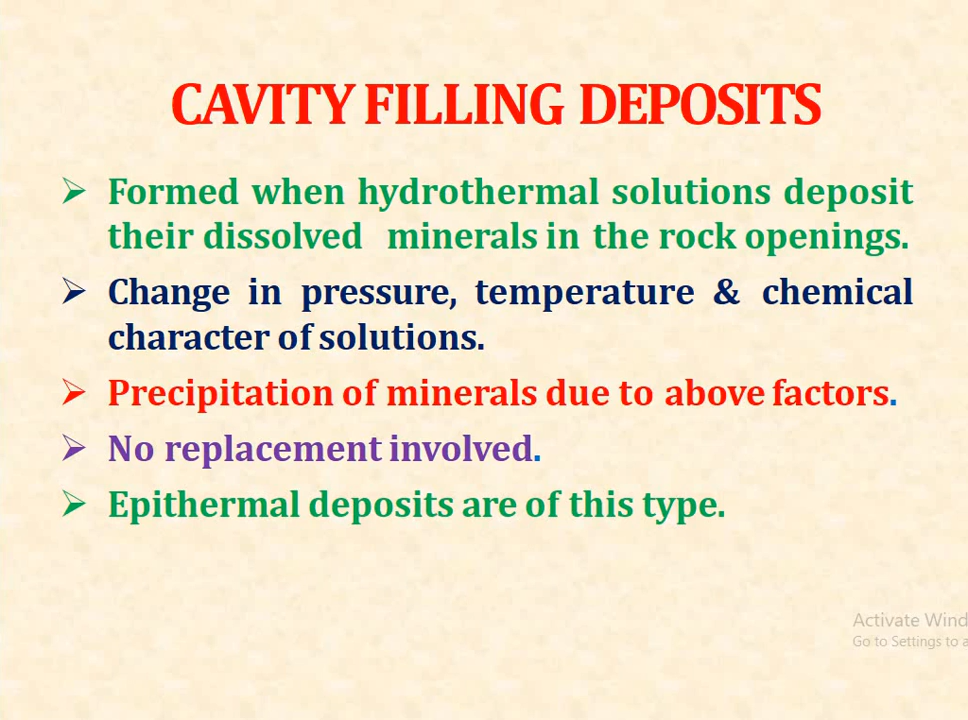 CAVITY FILLING DEPOSITS
➢ Formed when hydrothermal solutions deposit
their dissolved minerals in the rock openings.
➢ Change in pressure, temperature & chemical
character of solutions.
➢ Precipitation of minerals due to above factors.
➢ No replacement involved.
➢ Epithermal deposits are of this type.
Activate Wind
Go to Settings to a